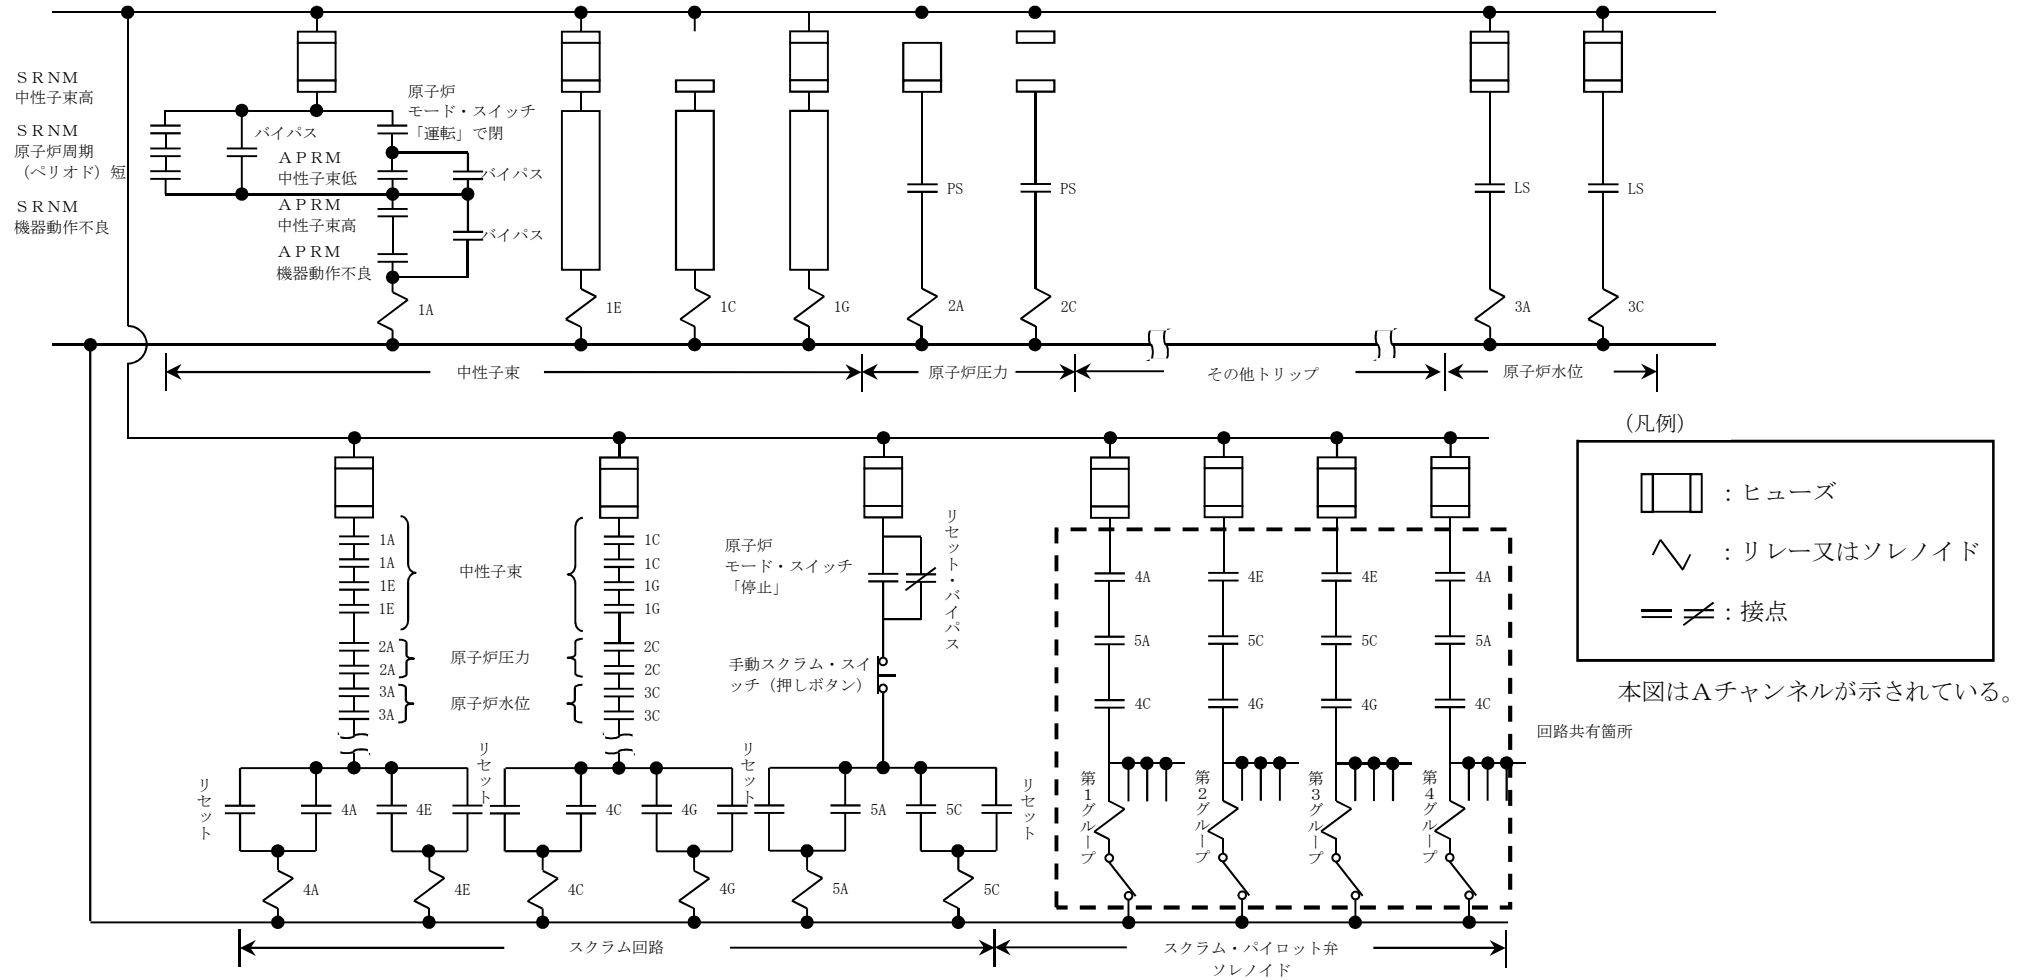 ＳＲＮＭ
中性子束高
ＳＲＮＭ
原子炉周期
（ペリオド）短
ＳＲＮＭ
機器動作不良
バイパス
原子炉
モード・スイッチ
「運転」で閉
ＡＰＲＭ
中性子束低
バイパス
ＡＰＲＭ
中性子束高
バイパス
ＡＰＲＭ
機器動作不良
1A
1E
1C
1G
PS
2A
PS
2C
LS
3A
LS
3C
中性子束
原子炉圧力
その他トリップ
原子炉水位
（凡例）
：ヒューズ
：リレー又はソレノイド
：接点
本図はＡチャンネルが示されている。
回路共有箇所
1A
1A
1E
1E
2A
2A
3A
3A
中性子束
原子炉圧力
原子炉水位
1C
1C
1G
1G
2C
2C
3C
3C
原子炉
モード・スイッチ
「停止」
リセット・バイパス
手動スクラム・スイ
ッチ（押しボタン）
4A
5A
4C
4E
5C
4G
4E
5C
4G
4A
5A
4C
リセット
4A
4E
リセット
4C
4G
リセット
5A
5C
リセット
第１グループ
第２グループ
第３グループ
第４グループ
4A
4E
4C
4G
5A
5C
スクラム回路
スクラム・パイロット弁
ソレノイド